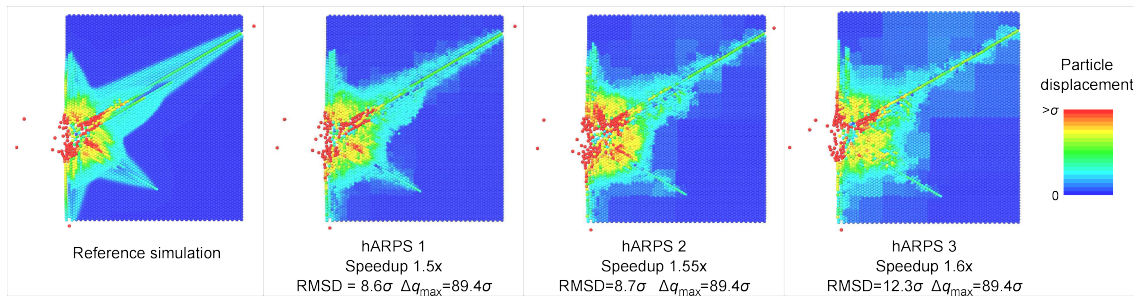 Particle
displacement
>σ
0
Reference simulation
hARPS 1
Speedup 1.5x
RMSD = 8.6σ Δqmax=89.4σ
hARPS 2
Speedup 1.55x
RMSD=8.7σ Δqmax=89.4σ
hARPS 3
Speedup 1.6x
RMSD=12.3σ Δqmax=89.4σ